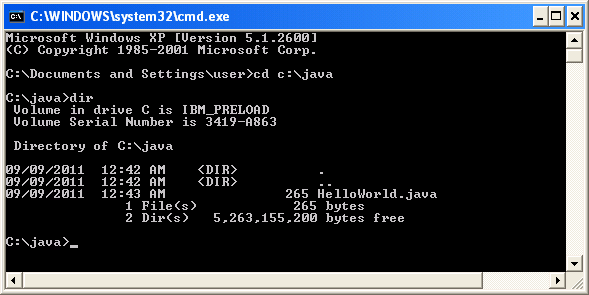 C:\WINDOWS\system32\cmd.exe
Microsoft Windows XP [Version 5.1.2600]
(C) Copyright 1985-2001 Microsoft Corp.
C:\Documents and Settings\user>cd c:\java
C:\java>dir
 Volume in drive C is IBM_PRELOAD
 Volume Serial Number is 3419-A863
 Directory of C:\java
09/09/2011  12:42 AM    <DIR>          .
09/09/2011  12:42 AM    <DIR>          ..
09/09/2011  12:43 AM               265 HelloWorld.java
               1 File(s)            265 bytes
               2 Dir(s)   5,263,155,200 bytes free
C:\java>_